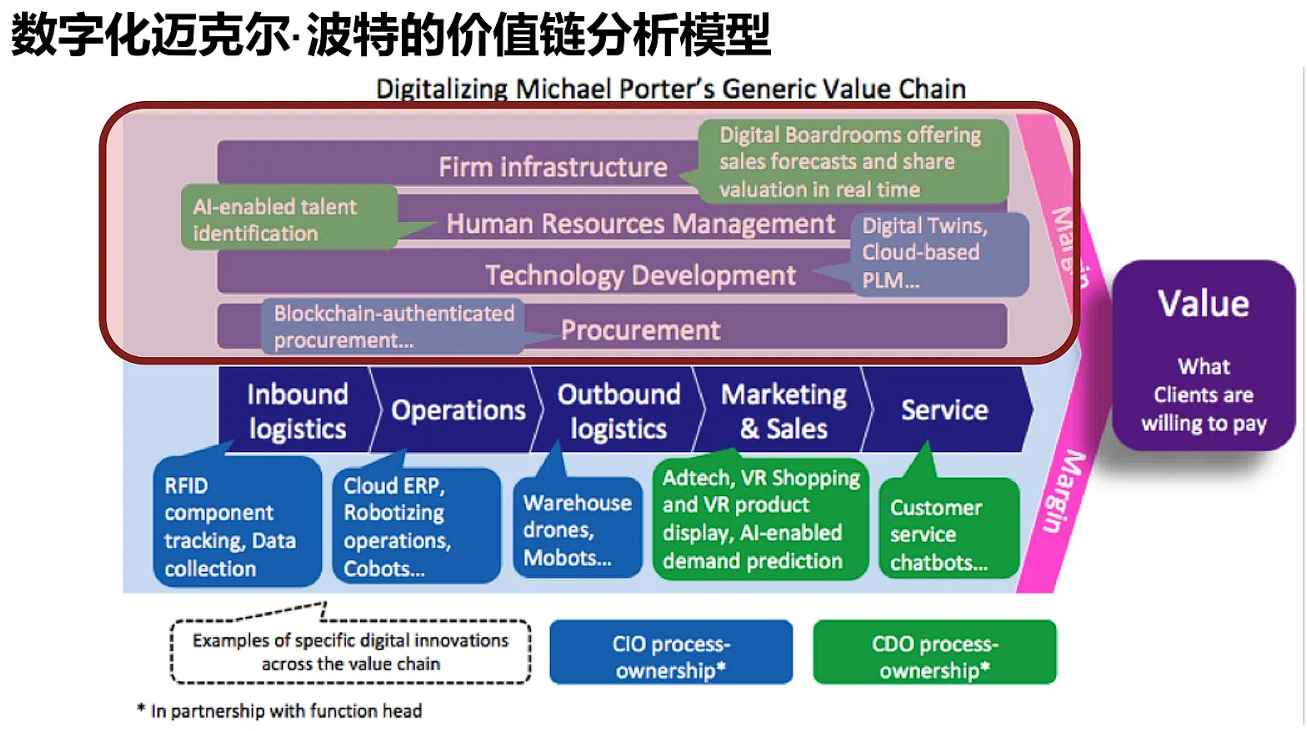 数字化迈克尔·波特的价值链分析模型
Digitalizing Michael Porter's Generic Value Chain
Firm infrastructure
Digital Boardrooms offering
sales forecasts and share
valuation in real time
AI-enabled talent
identification
Human Resources Management
Digital Twins,
Cloud-based
PLM...
Technology Development
Blockchain-authenticated
procurement...
Procurement
Margin
Value
What
Clients are
willing to pay
Inbound
logistics
Operations
Outbound
logistics
Marketing
& Sales
Service
Margin
RFID
component
tracking, Data
collection
Cloud ERP,
Robotizing
operations,
Cobots...
Warehouse
drones,
Mobots...
Adtech, VR Shopping
and VR product
display, AI-enabled
demand prediction
Customer
service
chatbots...
Examples of specific digital innovations
across the value chain
CIO process-
ownership*
CDO process-
ownership*
* In partnership with function head